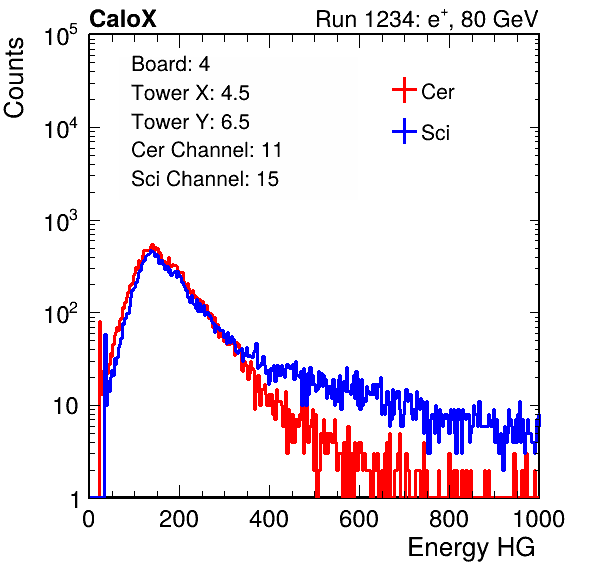 CaloX Run 1234: e⁺, 80 GeV
Counts
Board: 4
Tower X: 4.5
Tower Y: 6.5
Cer Channel: 11
Sci Channel: 15
Cer
Sci
10⁵
10⁴
10³
10²
10
1
0 200 400 600 800 1000
Energy HG